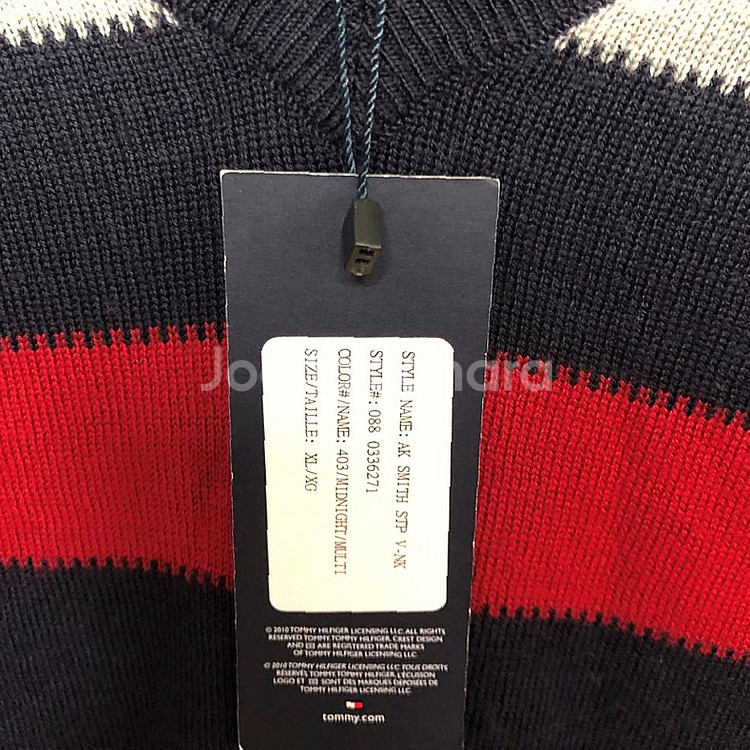 STYLE NAME: AK SMITH STP V-NK
STYLE#: 088 0336271
COLOR#/NAME: 403/MIDNIGHT/MULTI
SIZE/TAILLE: XL/XG
© 2010 TOMMY HILFIGER LICENSING LLC. ALL RIGHTS
RESERVED TOMMY, TOMMY HILFIGER, CREST DESIGN
AND ARE REGISTERED TRADE MARKS
OF TOMMY HILFIGER LICENSING LLC
© 2010 TOMMY HILFIGER LICENSING LLC TOUS DROITS
RÉSERVÉS, TOMMY, TOMMY HILFIGER, L'ÉCUSSON
LOGO ET SONT DES MARQUES DÉPOSÉES DE
TOMMY HILFIGER LICENSING LLC.
tommy.com